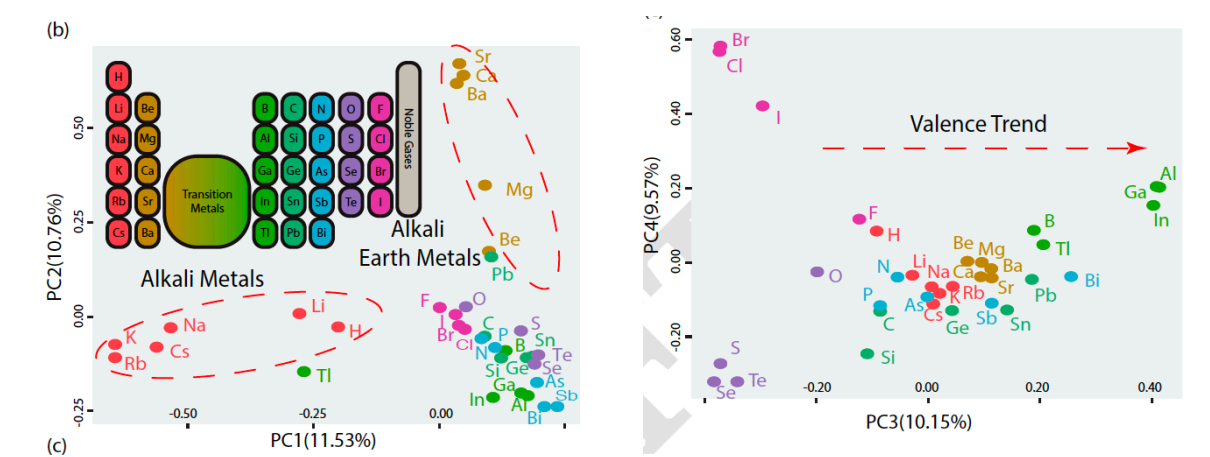 (b)
H
Li Be B C N O F
Na Mg Al Si P S Cl
K Ca Ga Ge As Se Br
Rb Sr In Sn Sb Te I
Cs Ba Tl Pb Bi
Transition
Metals
Noble Gases
Sr
Ca
Ba
Mg
Be
Pb
Alkali
Earth Metals
Alkali Metals
Li
Na
H
K
Cs
Rb
Tl
F
O
I
Br
Cl
C
P
S
N
B
Sn
Te
Si
Ge
Se
Ga
As
In
Al
Sb
Bi
PC2(10.76%)
0.50
0.25
0.00
-0.25
-0.50
-0.25
0.00
PC1(11.53%)
(c)
Br
Cl
I
Valence Trend
Al
Ga
In
F
H
B
Tl
O
N
Li
Be
Mg
Ba
Na
Ca
Sr
Pb
Bi
P
As
K
Rb
C
Cs
Ge
Sb
Sn
Si
S
Se
Te
PC4(9.57%)
0.60
0.40
0.20
0.00
-0.20
-0.20
0.00
0.20
0.40
PC3(10.15%)